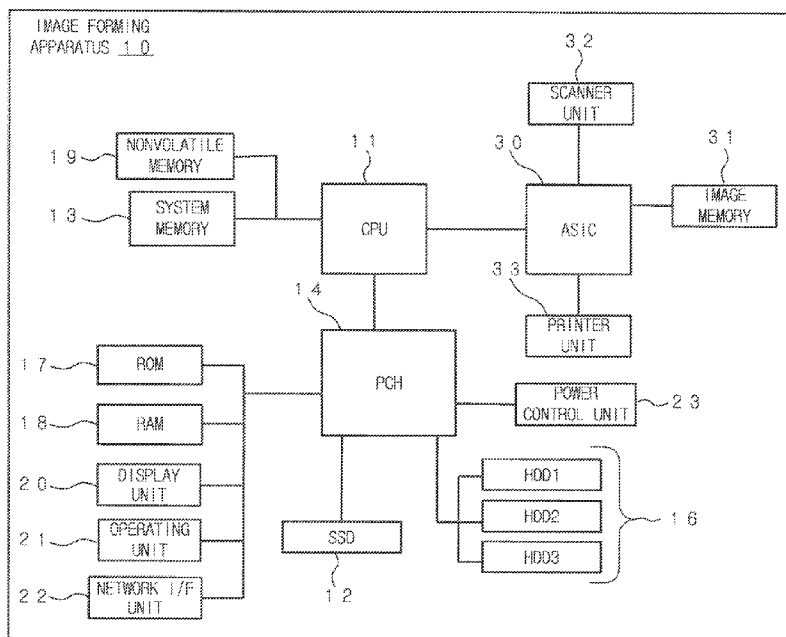 IMAGE FORMING
APPARATUS 10
32
SCANNER
UNIT
19
NONVOLATILE
MEMORY
11
30
31
13
SYSTEM
MEMORY
CPU
ASIC
IMAGE
MEMORY
33
14
PRINTER
UNIT
17
ROM
PCH
POWER
CONTROL UNIT
23
18
RAM
20
DISPLAY
UNIT
HDD1
21
OPERATING
UNIT
SSD
HDD2
16
HDD3
22
NETWORK I/F
UNIT
12